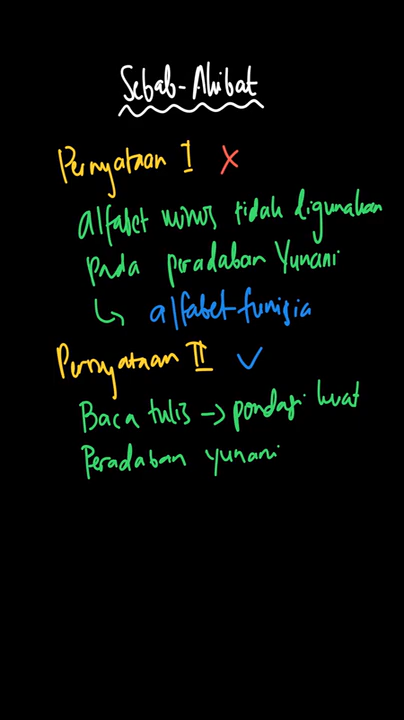 Sebab-Akibat
Pernyataan I ✗
alfabet minus tidak digunakan
pada peradaban Yunani
↳ alfabet funisia
Pernyataan II ✓
Baca tulis → pondasi kuat
Peradaban yunani